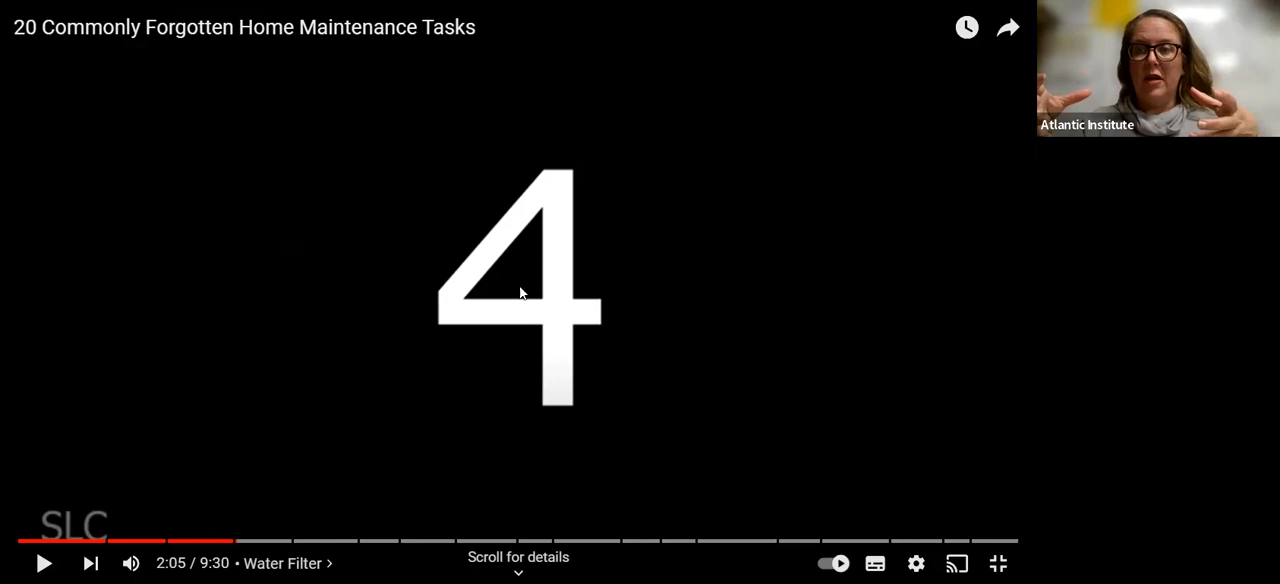 20 Commonly Forgotten Home Maintenance Tasks
Atlantic Institute
4
SLC
2:05 / 9:30 • Water Filter >
Scroll for details